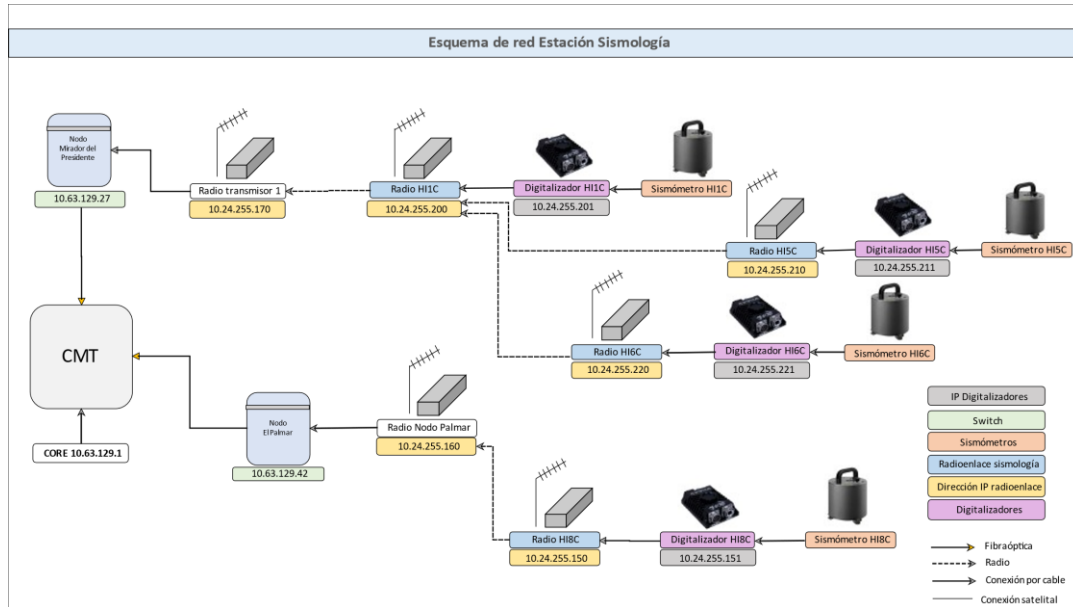 Esquema de red Estación Sismología
Nodo
Mirador del
Presidente
10.63.129.27
Radio transmisor 1
10.24.255.170
Radio HI1C
10.24.255.200
Digitalizador HI1C
10.24.255.201
Sismómetro HI1C
Radio HI5C
10.24.255.210
Digitalizador HI5C
10.24.255.211
Sismómetro HI5C
Radio HI6C
10.24.255.220
Digitalizador HI6C
10.24.255.221
Sismómetro HI6C
CMT
CORE 10.63.129.1
Nodo
El Palmar
10.63.129.42
Radio Nodo Palmar
10.24.255.160
Radio HI8C
10.24.255.150
Digitalizador HI8C
10.24.255.151
Sismómetro HI8C
IP Digitalizadores
Switch
Sismómetros
Radioenlace sismología
Dirección IP radioenlace
Digitalizadores
Fibraóptica
Radio
Conexión por cable
Conexión satelital